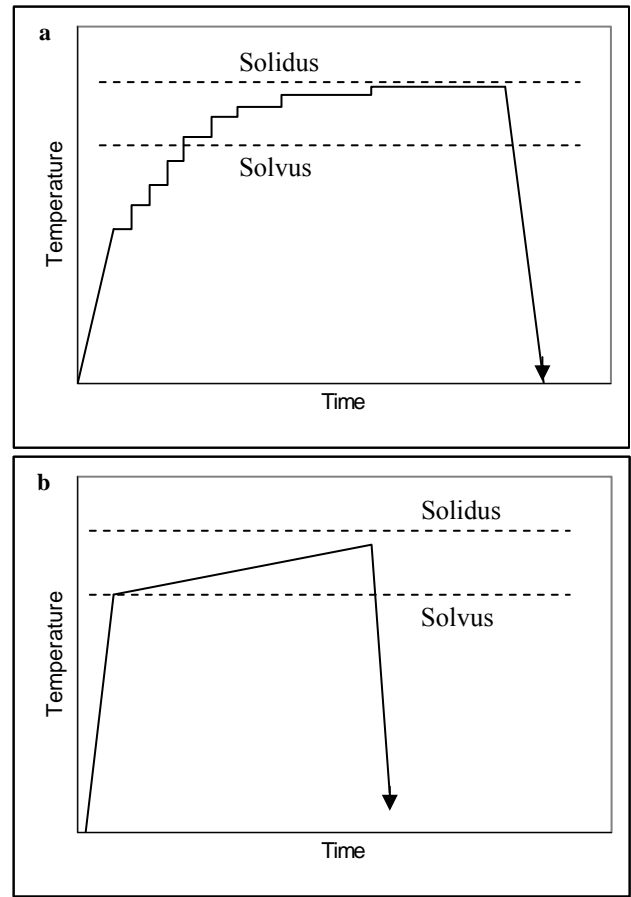 a
Solidus
Solvus
Temperature
Time
b
Solidus
Solvus
Temperature
Time